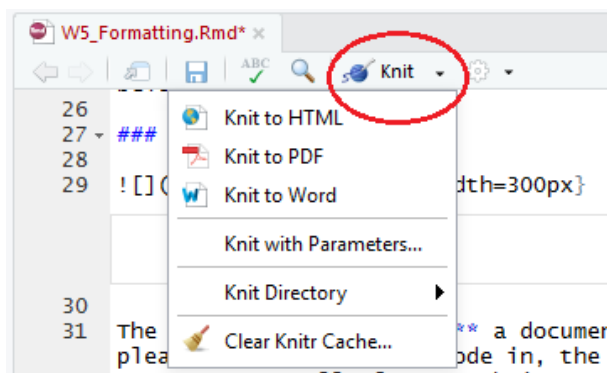 W5_Formatting.Rmd* ×
ABC Knit
26
27 ###
Knit to HTML
28
Knit to PDF
29 ![]( dth=300px}
Knit to Word
Knit with Parameters...
Knit Directory
30
31 The ** a documen
Clear Knitr Cache...
plea ode in, the